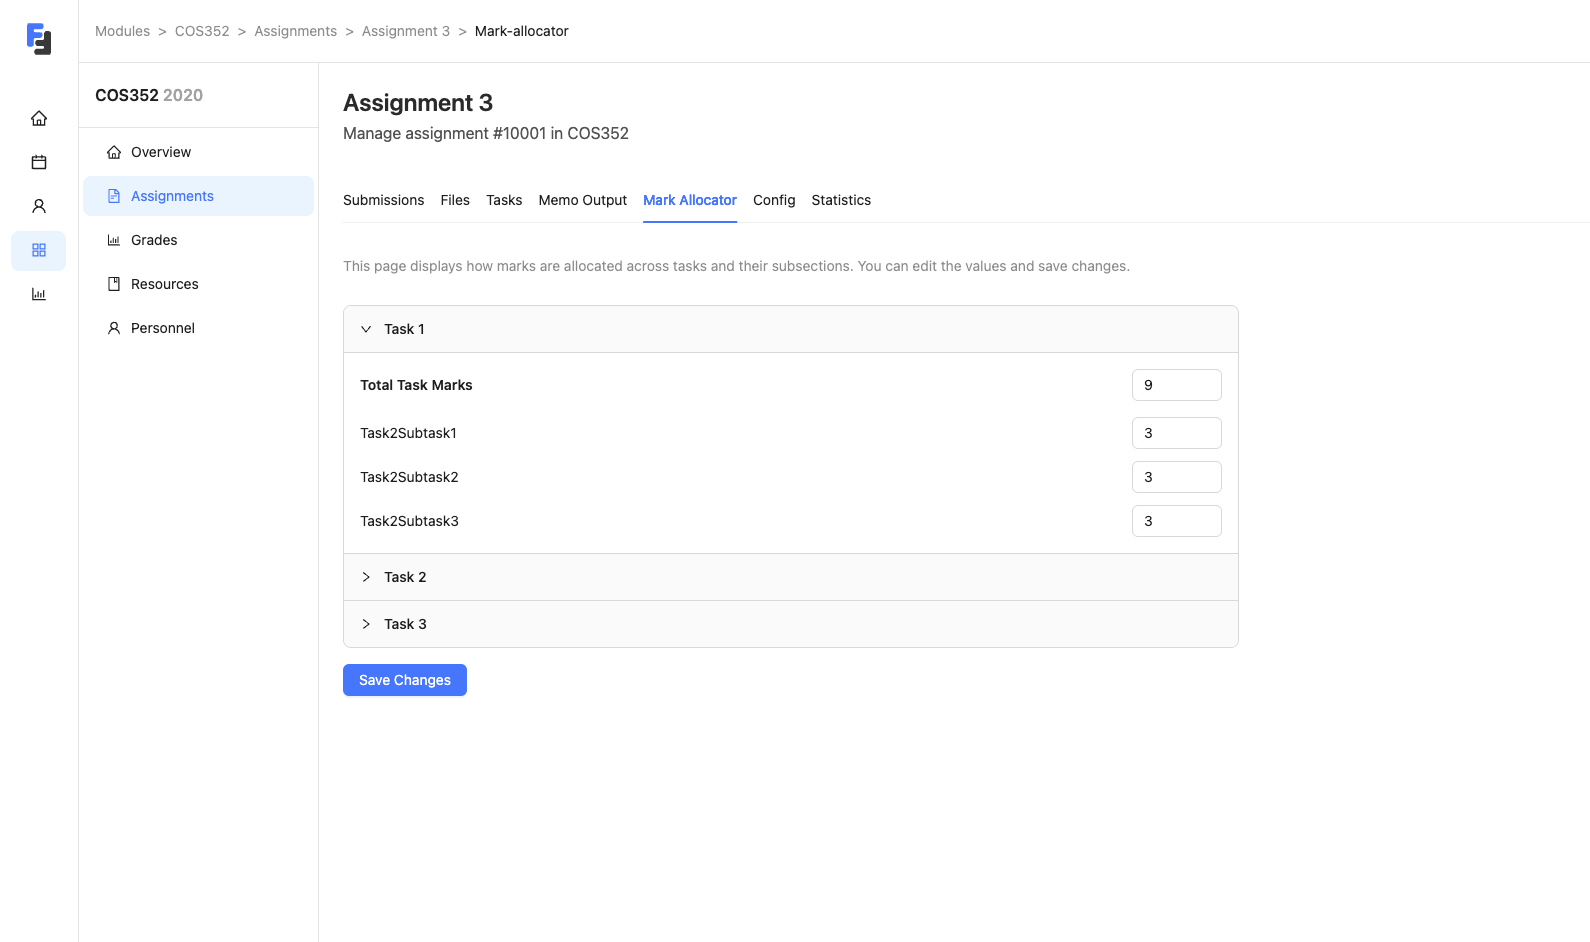 Modules > COS352 > Assignments > Assignment 3 > Mark-allocator
COS352 2020
Overview
Assignments
Grades
Resources
Personnel
Assignment 3
Manage assignment #10001 in COS352
Submissions Files Tasks Memo Output Mark Allocator Config Statistics
This page displays how marks are allocated across tasks and their subsections. You can edit the values and save changes.
Task 1
Total Task Marks 9
Task2Subtask1 3
Task2Subtask2 3
Task2Subtask3 3
Task 2
Task 3
Save Changes